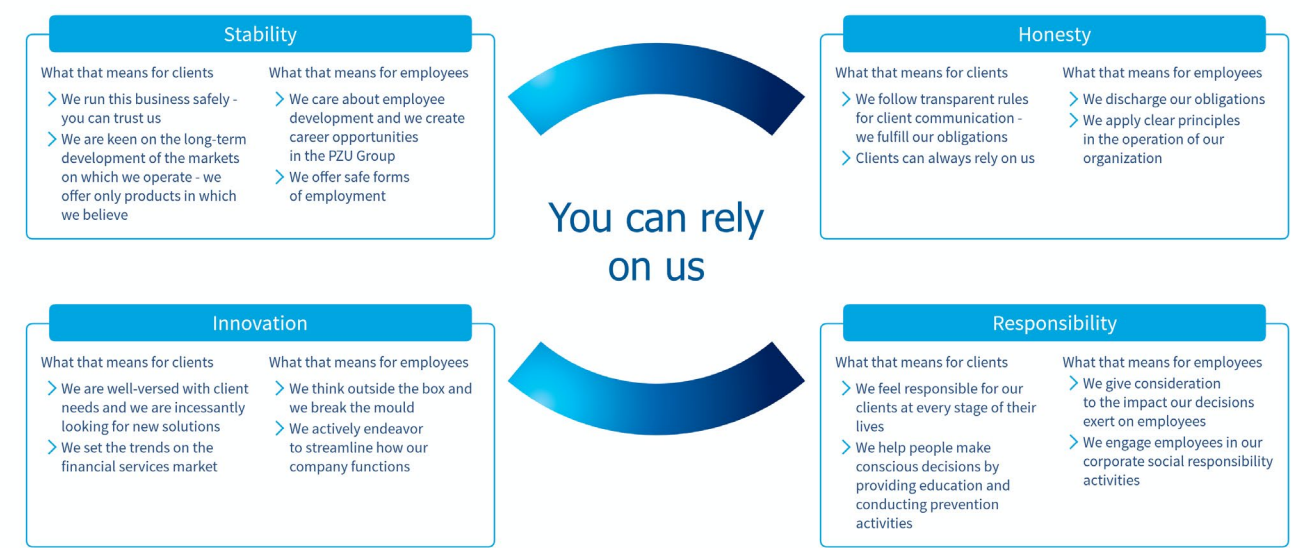 Stability
What that means for clients
We run this business safely -
you can trust us
We are keen on the long-term
development of the markets
on which we operate - we
offer only products in which
we believe
What that means for employees
We care about employee
development and we create
career opportunities
in the PZU Group
We offer safe forms
of employment
Honesty
What that means for clients
We follow transparent rules
for client communication -
we fulfill our obligations
Clients can always rely on us
What that means for employees
We discharge our obligations
We apply clear principles
in the operation of our
organization
You can rely
on us
Innovation
What that means for clients
We are well-versed with client
needs and we are incessantly
looking for new solutions
We set the trends on the
financial services market
What that means for employees
We think outside the box and
we break the mould
We actively endeavor
to streamline how our
company functions
Responsibility
What that means for clients
We feel responsible for our
clients at every stage of their
lives
We help people make
conscious decisions by
providing education and
conducting prevention
activities
What that means for employees
We give consideration
to the impact our decisions
exert on employees
We engage employees in our
corporate social responsibility
activities